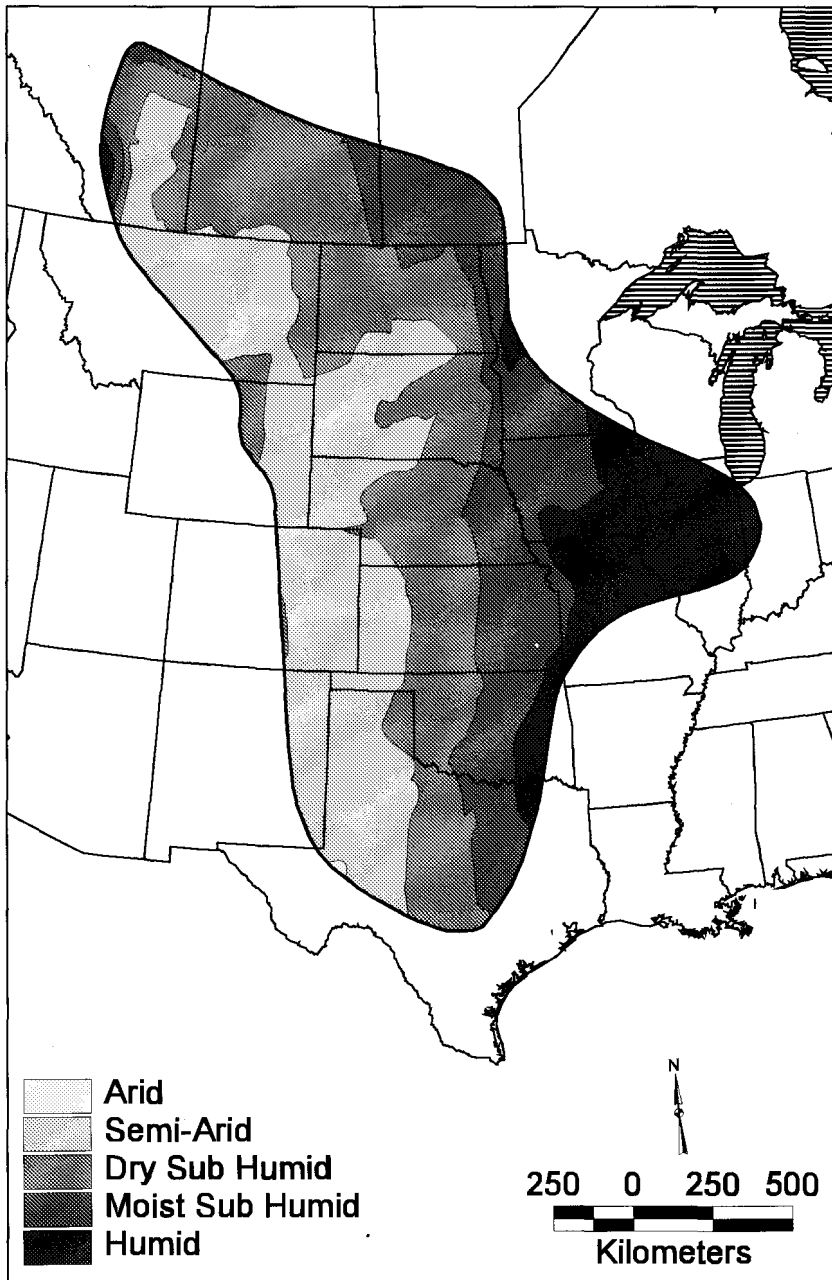 N
Arid
Semi-Arid
Dry Sub Humid
Moist Sub Humid
Humid
250 0 250 500
Kilometers